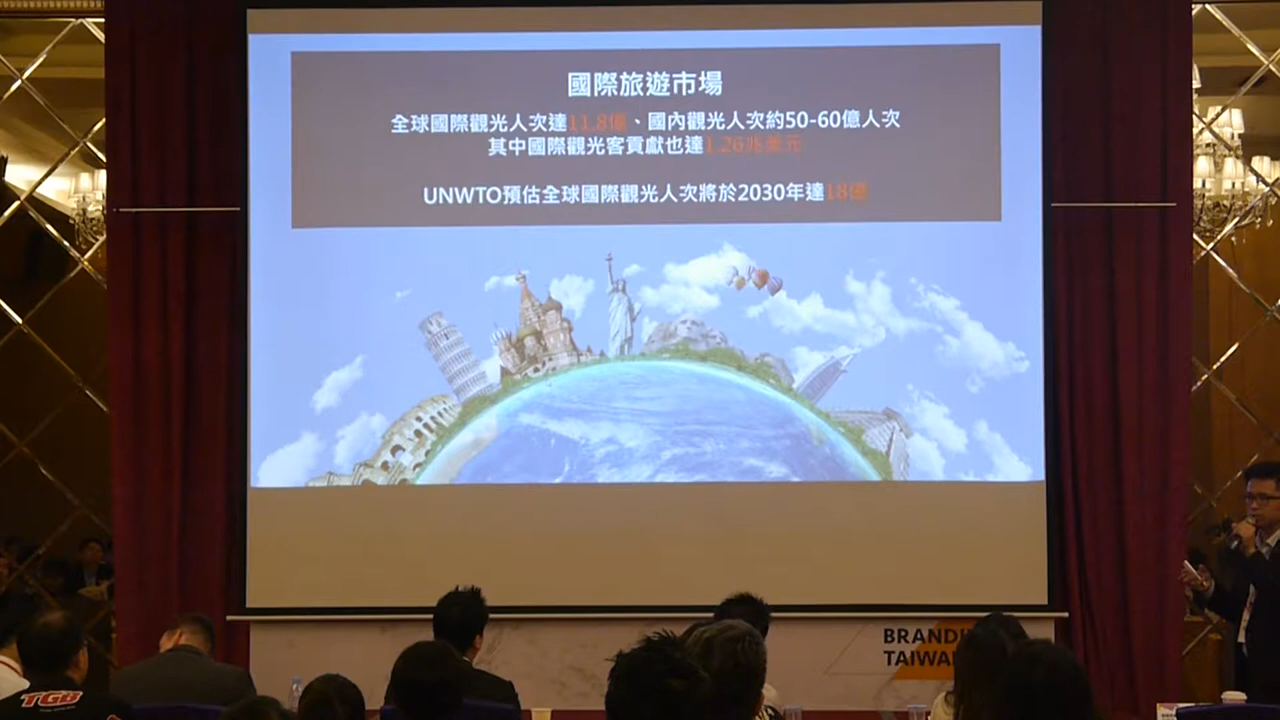 國際旅遊市場
全球國際觀光人次達11.8億、國內觀光人次約50-60億人次
其中國際觀光客貢獻也達1.26兆美元
UNWTO預估全球國際觀光人次將於2030年達18億
BRANDI
TAIWA
TGB